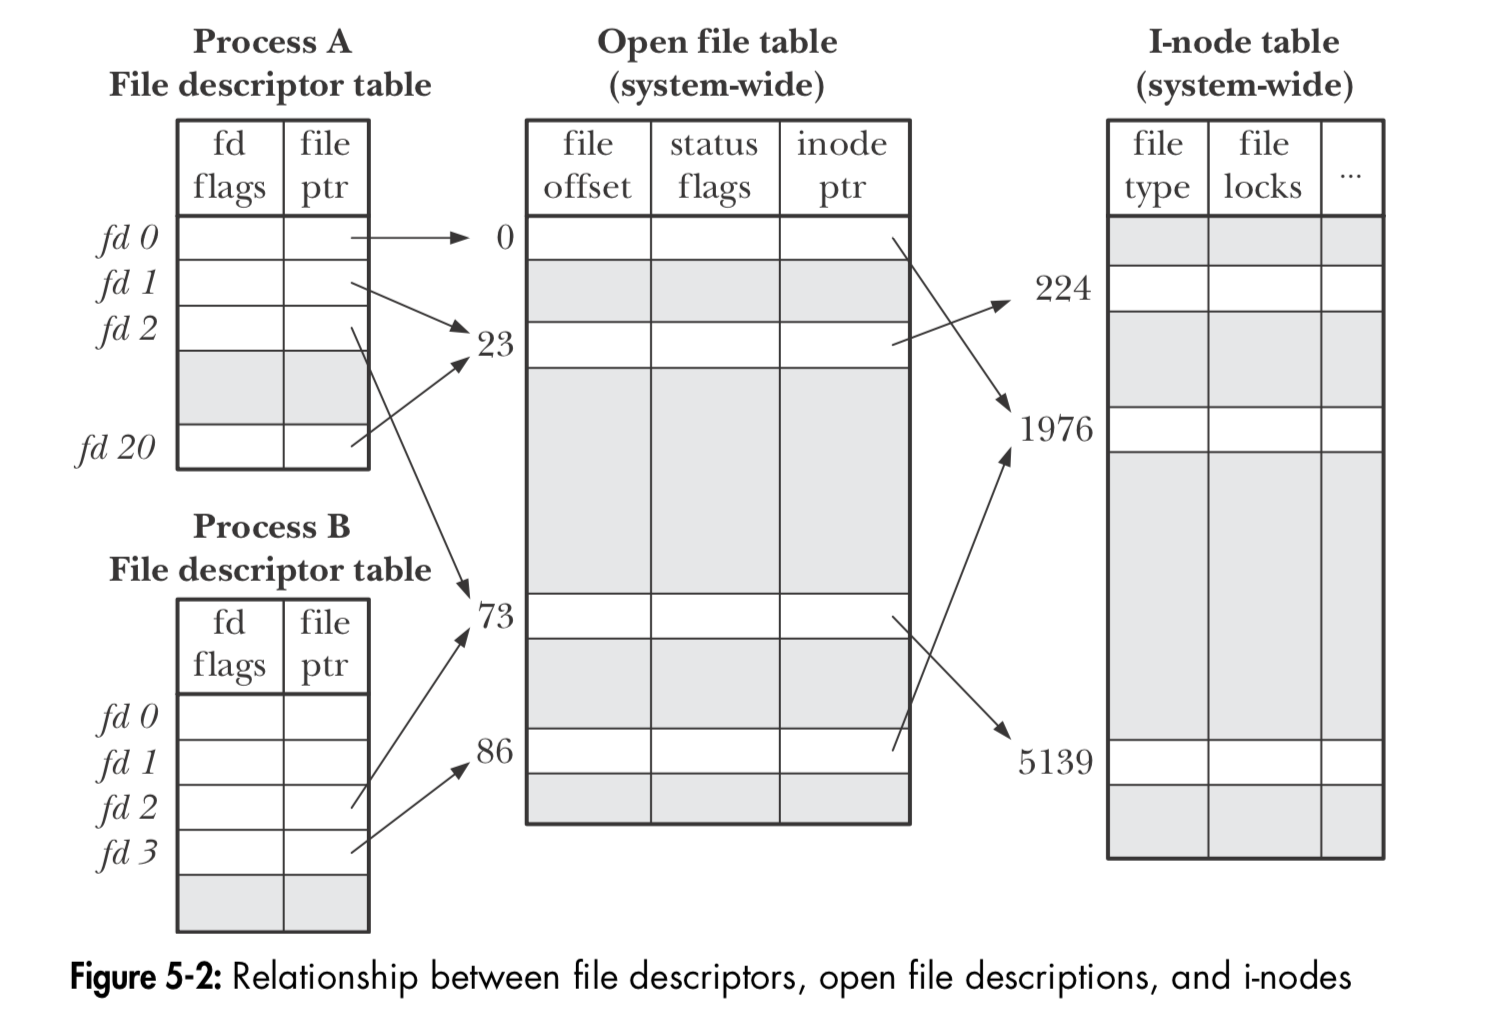 Process A
File descriptor table
fd
flags
file
ptr
fd 0
fd 1
fd 2
fd 20
Process B
File descriptor table
fd
flags
file
ptr
fd 0
fd 1
fd 2
fd 3
Open file table
(system-wide)
file
offset
status
flags
inode
ptr
0
23
73
86
I-node table
(system-wide)
file
type
file
locks
...
224
1976
5139
Figure 5-2: Relationship between file descriptors, open file descriptions, and i-nodes